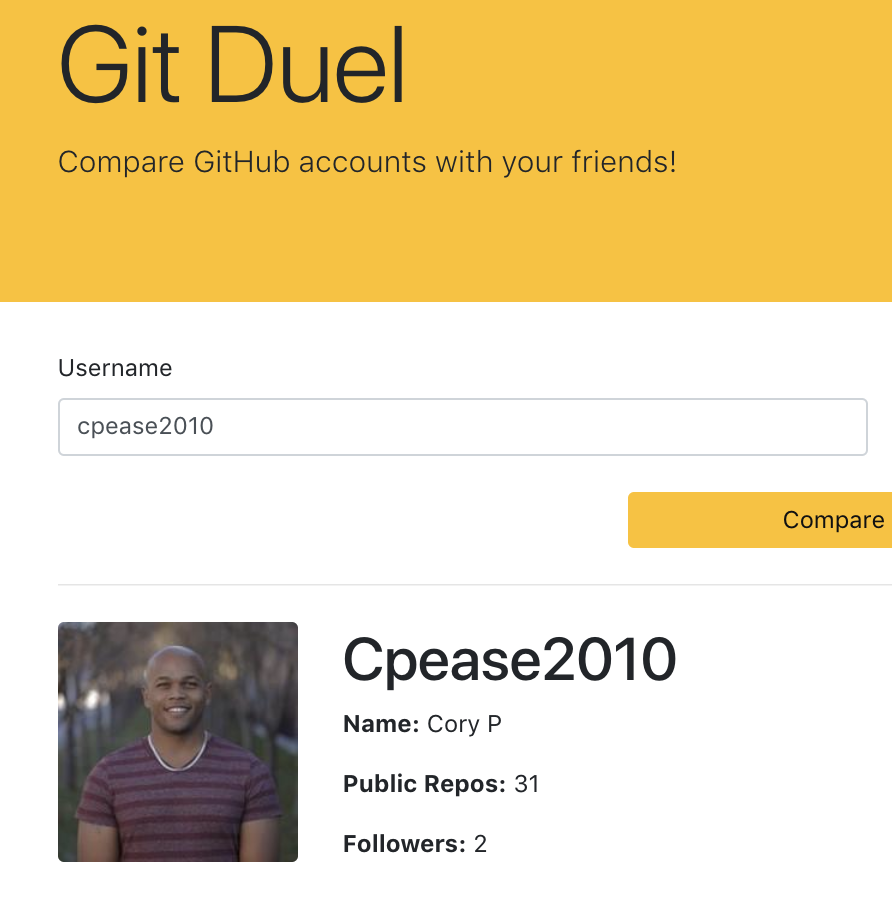 Git Duel
Compare GitHub accounts with your friends!
Username
cpease2010
Compare
Cpease2010
Name: Cory P
Public Repos: 31
Followers: 2